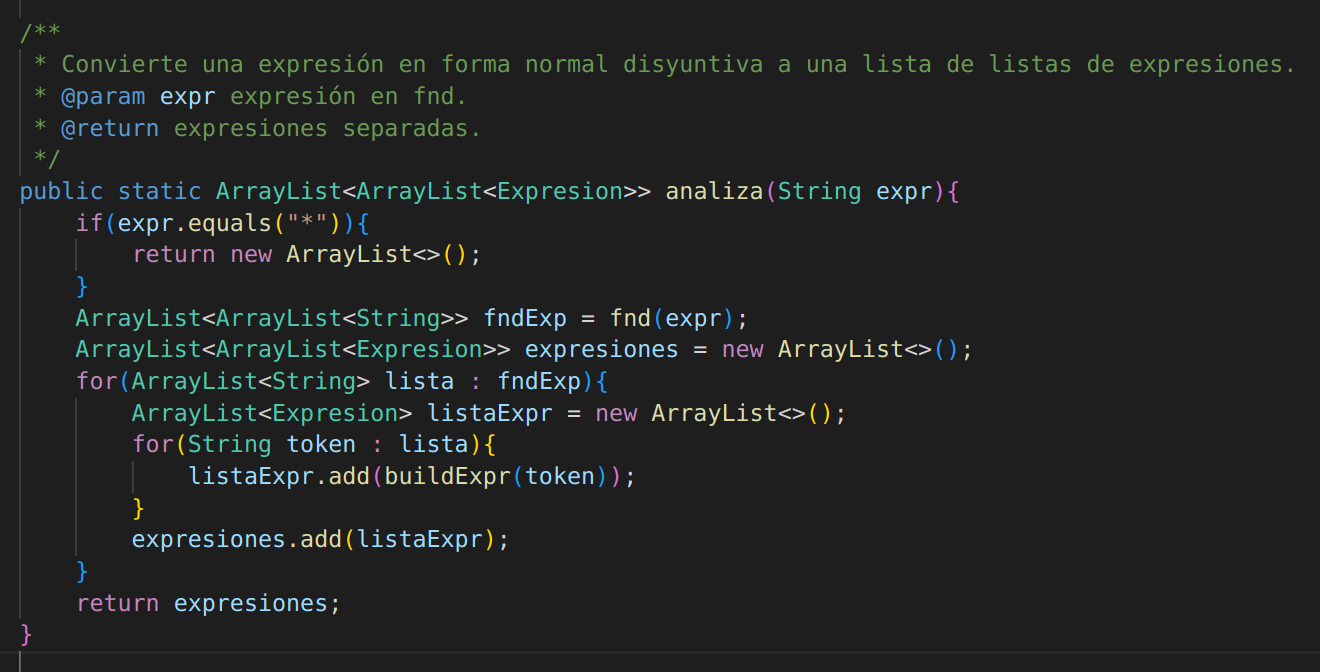 /**
 * Convierte una expresión en forma normal disyuntiva a una lista de listas de expresiones.
 * @param expr expresión en fnd.
 * @return expresiones separadas.
 */
public static ArrayList<ArrayList<Expresion>> analiza(String expr){
    if(expr.equals("*")){
        return new ArrayList<>();
    }
    ArrayList<ArrayList<String>> fndExp = fnd(expr);
    ArrayList<ArrayList<Expresion>> expresiones = new ArrayList<>();
    for(ArrayList<String> lista : fndExp){
        ArrayList<Expresion> listaExpr = new ArrayList<>();
        for(String token : lista){
            listaExpr.add(buildExpr(token));
        }
        expresiones.add(listaExpr);
    }
    return expresiones;
}